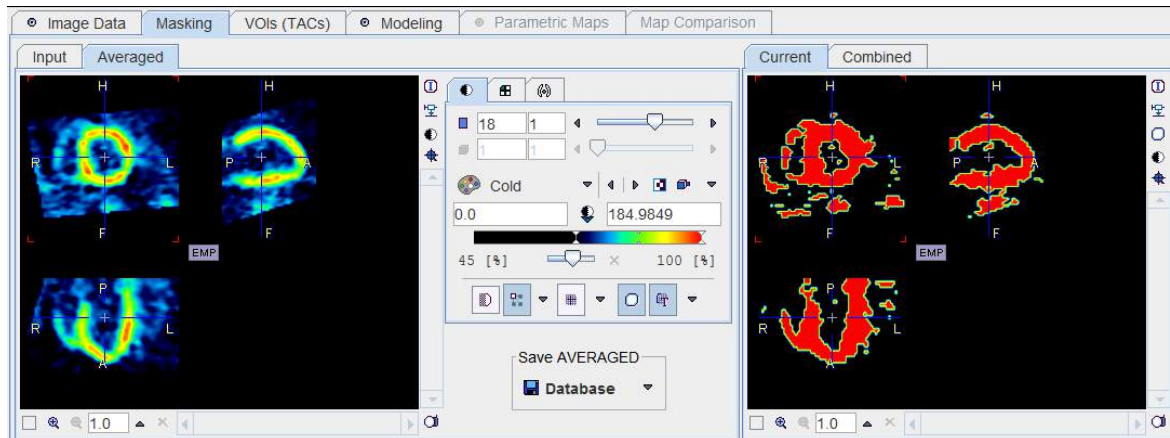 Image Data Masking VOIs (TACs) Modeling Parametric Maps Map Comparison
Input Averaged Current Combined
H H H H
18 1
1 1
R L P A R L P A
Cold
0.0 184.9849
F F F F
EMP EMP
45 [%] 100 [%]
P P
R L R L
A A
Save AVERAGED
Database
1.0 1.0